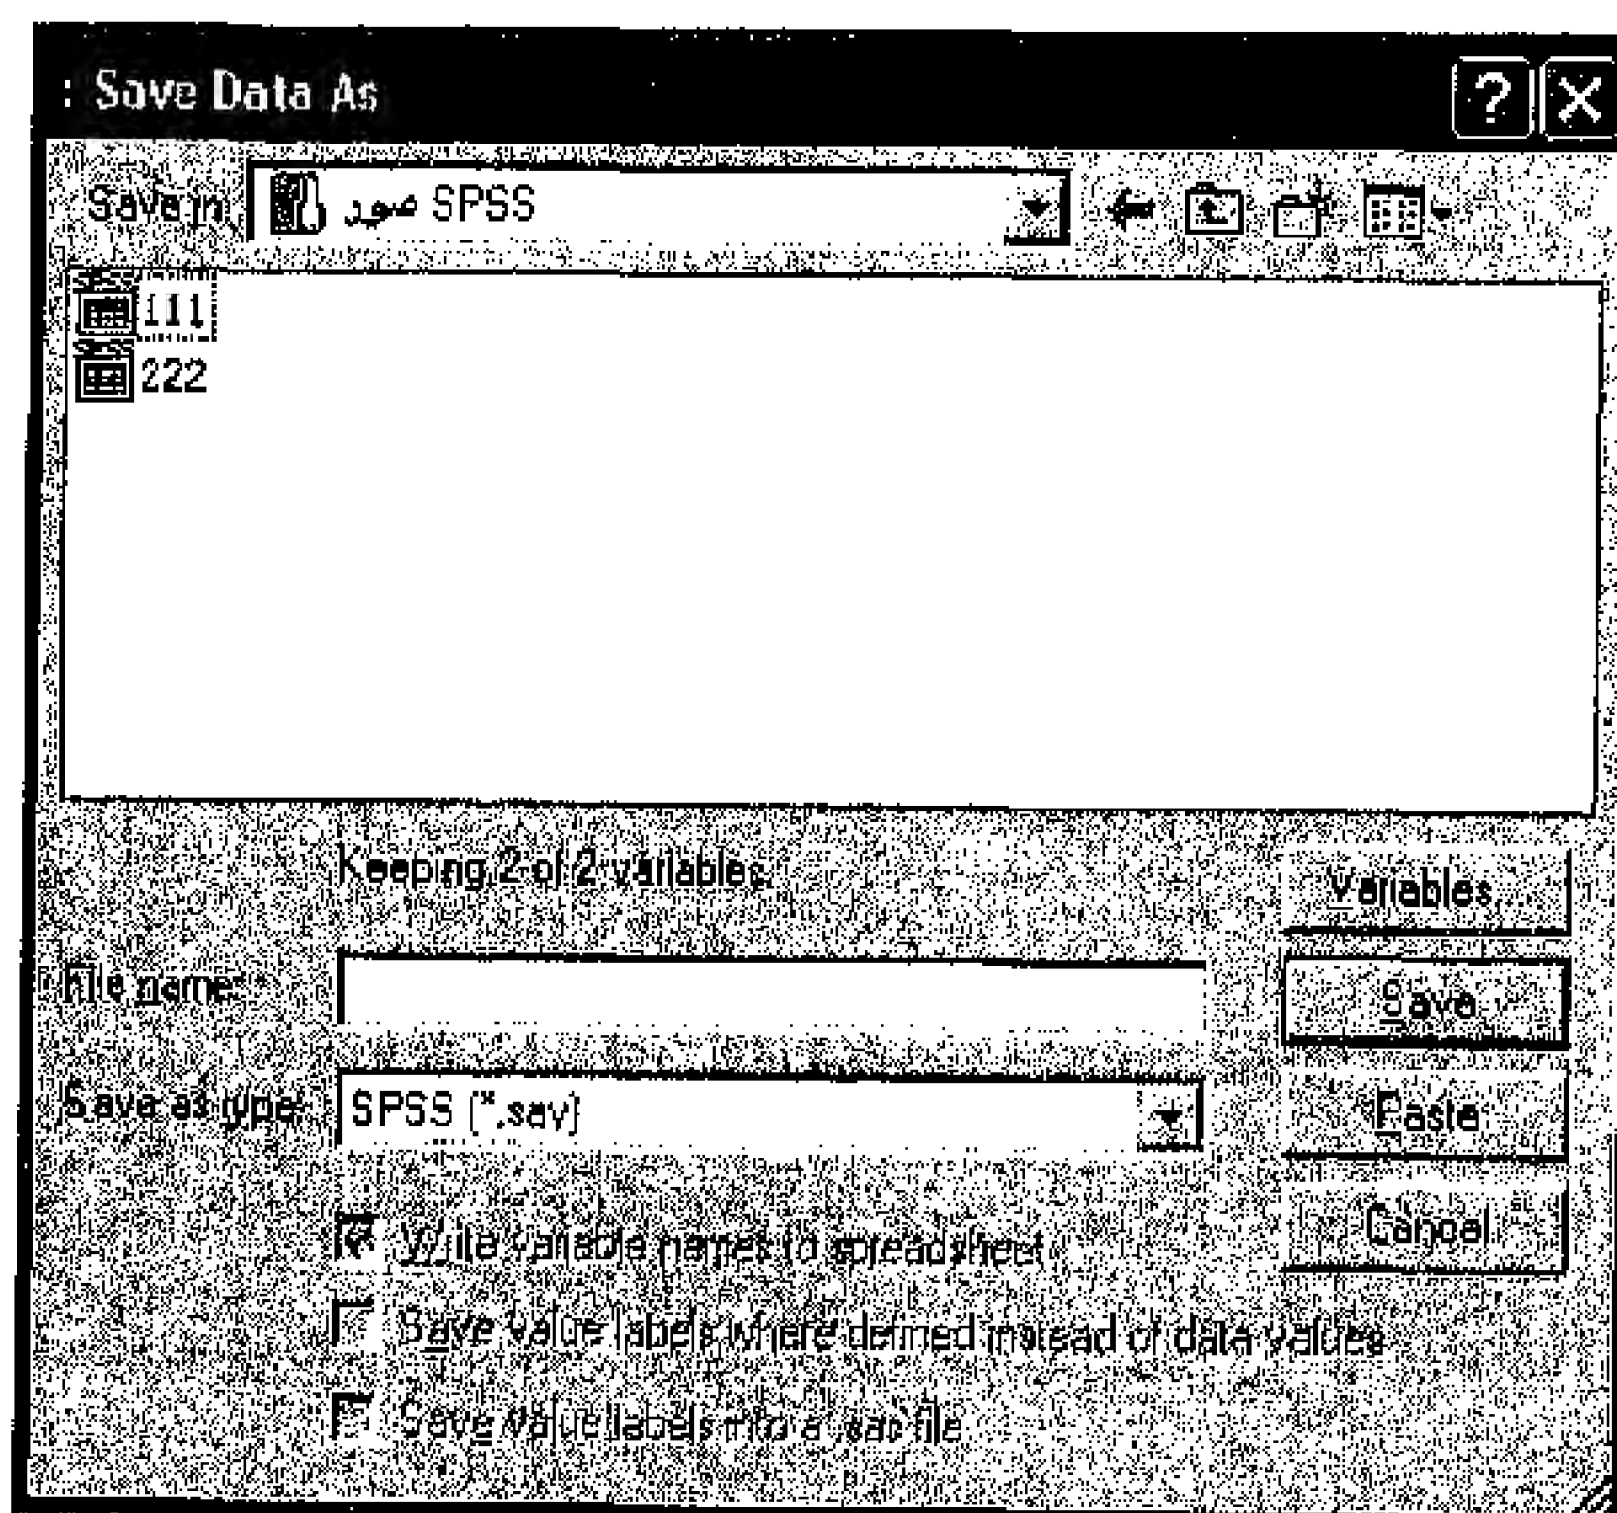 : Save Data As
Save in: صور SPSS
111
222
Keeping 2 of 2 variables.
Variables...
File name:
Save
Save as type: SPSS (*.sav)
Paste
Write variable names to spreadsheet
Cancel
Save value labels where defined instead of data values
Save value labels into a .sas file